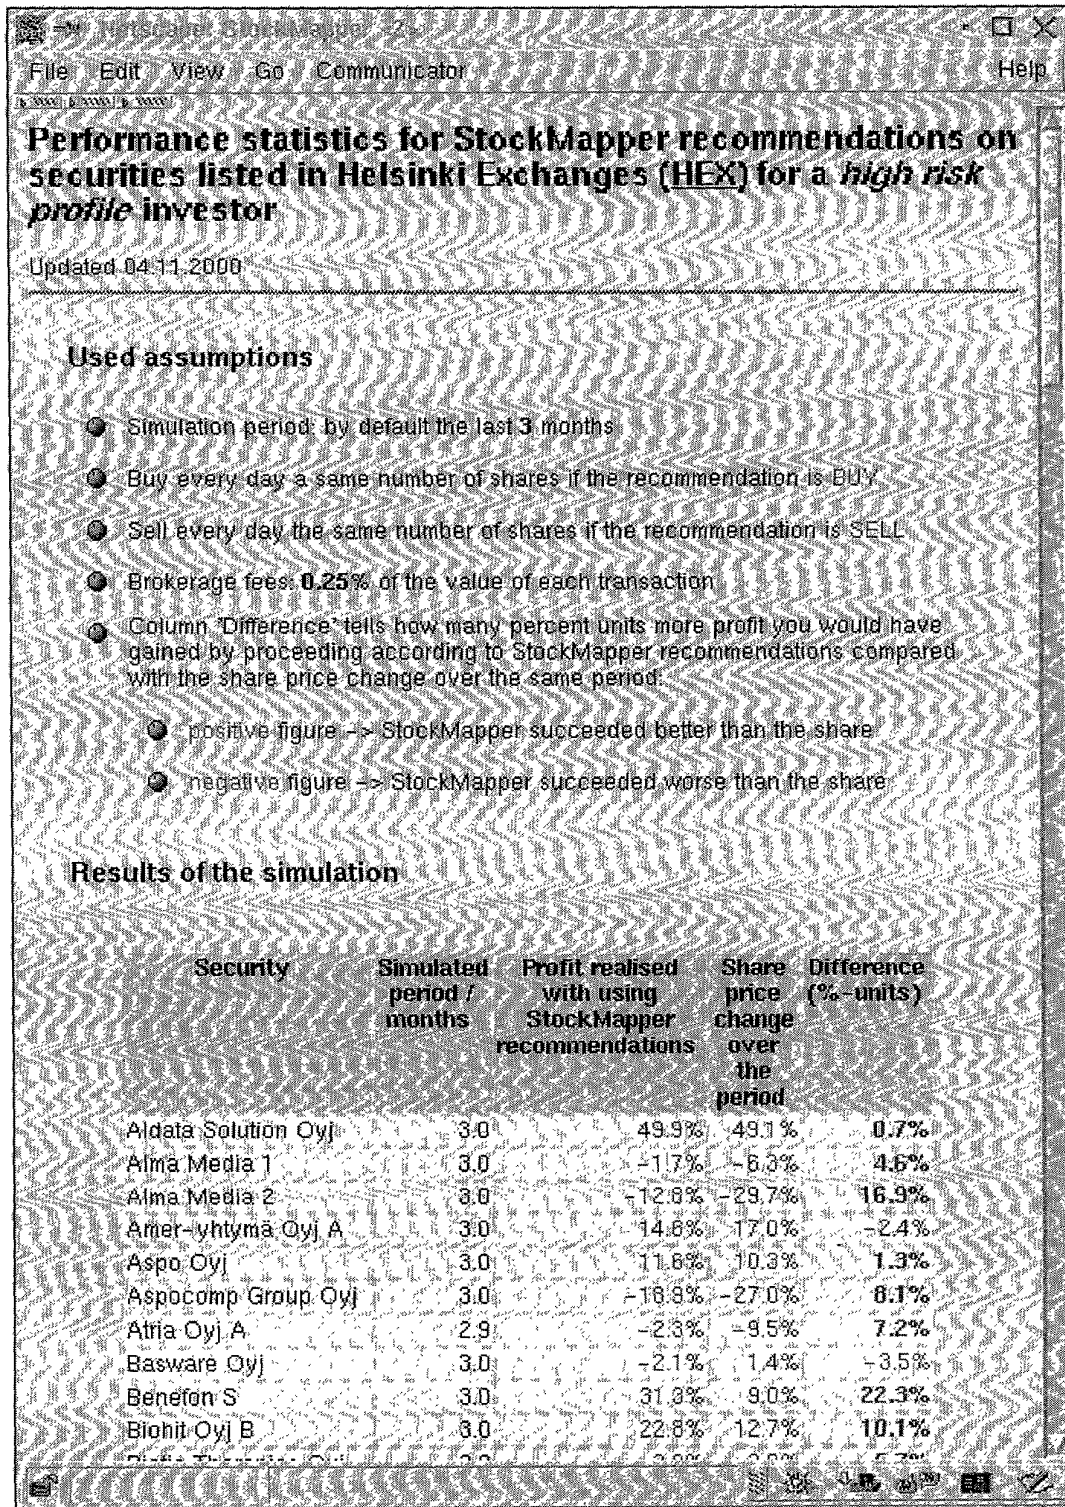 Netscape: StockMapper
File Edit View Go Communicator Help
Performance statistics for StockMapper recommendations on
securities listed in Helsinki Exchanges (HEX) for a high risk
profile investor
Updated 04.11.2000
Used assumptions
Simulation period: by default the last 3 months
Buy every day a same number of shares if the recommendation is BUY
Sell every day the same number of shares if the recommendation is SELL
Brokerage fees: 0.25% of the value of each transaction
Column "Difference" tells how many percent units more profit you would have
gained by proceeding according to StockMapper recommendations compared
with the share price change over the same period:
positive figure -> StockMapper succeeded better than the share
negative figure -> StockMapper succeeded worse than the share
Results of the simulation
Security Simulated Profit realised Share Difference
period / with using price (%-units)
months StockMapper change
recommendations over
the
period
Aldata Solution Oyj 3.0 49.9% 49.1% 0.7%
Alma Media 1 3.0 -1.7% -6.3% 4.6%
Alma Media 2 3.0 -12.8% -29.7% 16.9%
Amer-yhtymä Oyj A 3.0 14.6% 17.0% -2.4%
Aspo Oyj 3.0 11.6% 10.3% 1.3%
Aspocomp Group Oyj 3.0 -18.8% -27.0% 8.1%
Atria Oyj A 2.9 -2.3% -9.5% 7.2%
Basware Oyj 3.0 -2.1% 1.4% -3.5%
Benefon S 3.0 31.3% 9.0% 22.3%
Biohit Oyj B 3.0 22.8% 12.7% 10.1%